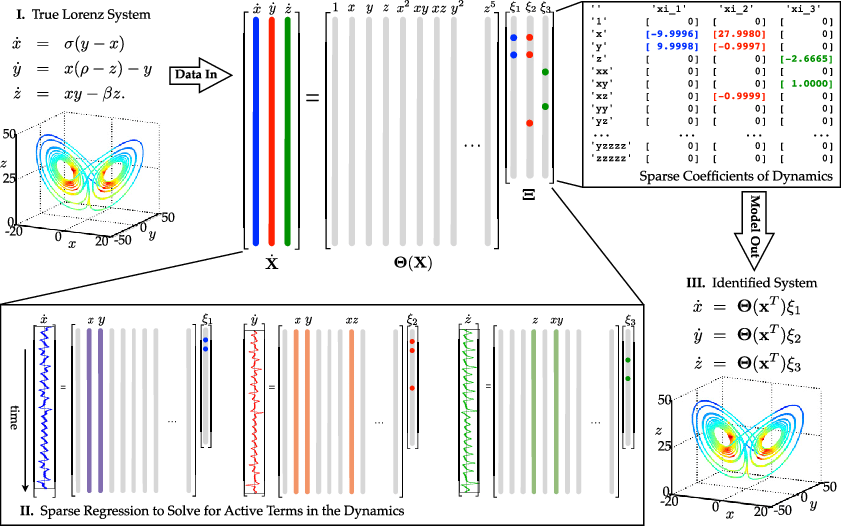 I. True Lorenz System
ẋ = σ(y − x)
ẏ = x(ρ − z) − y
ż = xy − βz.
Data In
z
50
25
0
-20
0
20
x
-50
0
50
y
ẋ ẏ ż
=
1 x y z x² xy xz y² z⁵
...
ξ₁ ξ₂ ξ₃
Ẋ
Θ(X)
Ξ
' ' 'xi_1' 'xi_2' 'xi_3'
'1' [ 0] [ 0] [ 0]
'x' [-9.9996] [27.9980] [ 0]
'y' [ 9.9998] [-0.9997] [ 0]
'z' [ 0] [ 0] [-2.6665]
'xx' [ 0] [ 0] [ 0]
'xy' [ 0] [ 0] [ 1.0000]
'xz' [ 0] [-0.9999] [ 0]
'yy' [ 0] [ 0] [ 0]
'yz' [ 0] [ 0] [ 0]
... ... ... ...
'yzzzz' [ 0] [ 0] [ 0]
'zzzzz' [ 0] [ 0] [ 0]
Sparse Coefficients of Dynamics
Model Out
III. Identified System
ẋ = Θ(xᵀ)ξ₁
ẏ = Θ(xᵀ)ξ₂
ż = Θ(xᵀ)ξ₃
z
50
25
0
-20
0
20
x
-50
0
50
y
time
ẋ
=
x y
...
ξ₁
ẏ
=
x y xz
...
ξ₂
ż
=
z xy
...
ξ₃
II. Sparse Regression to Solve for Active Terms in the Dynamics